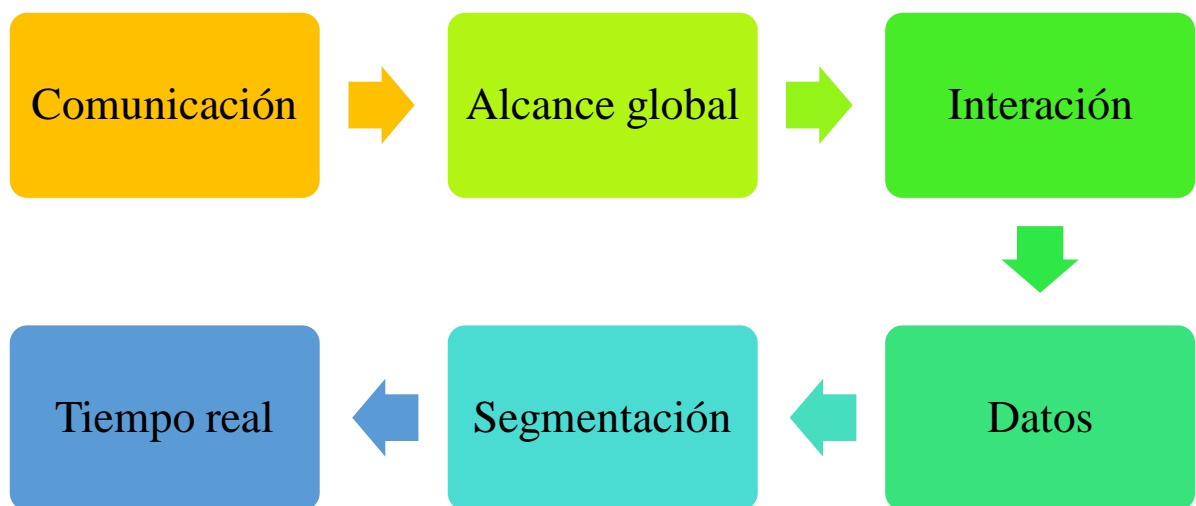 Comunicación
Alcance global
Interación
Datos
Segmentación
Tiempo real